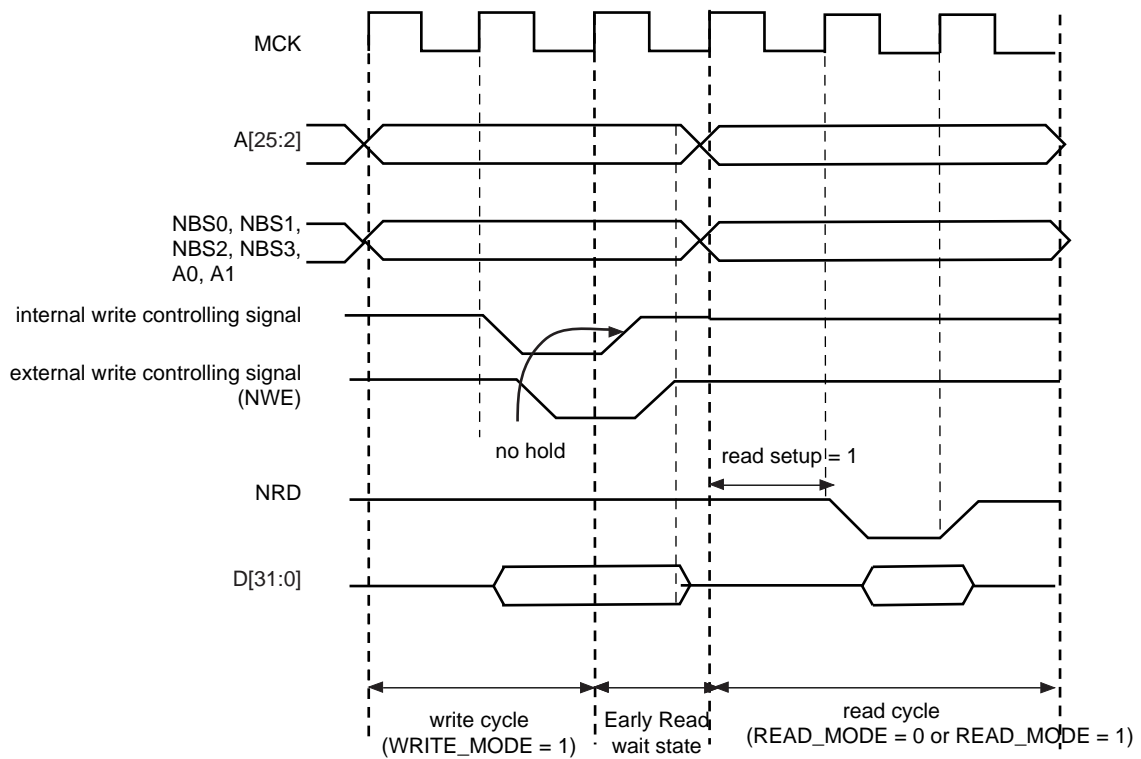 MCK
A[25:2]
NBS0, NBS1,
NBS2, NBS3,
A0, A1
internal write controlling signal
external write controlling signal
(NWE)
no hold
read setup = 1
NRD
D[31:0]
write cycle
(WRITE_MODE = 1)
Early Read
wait state
read cycle
(READ_MODE = 0 or READ_MODE = 1)